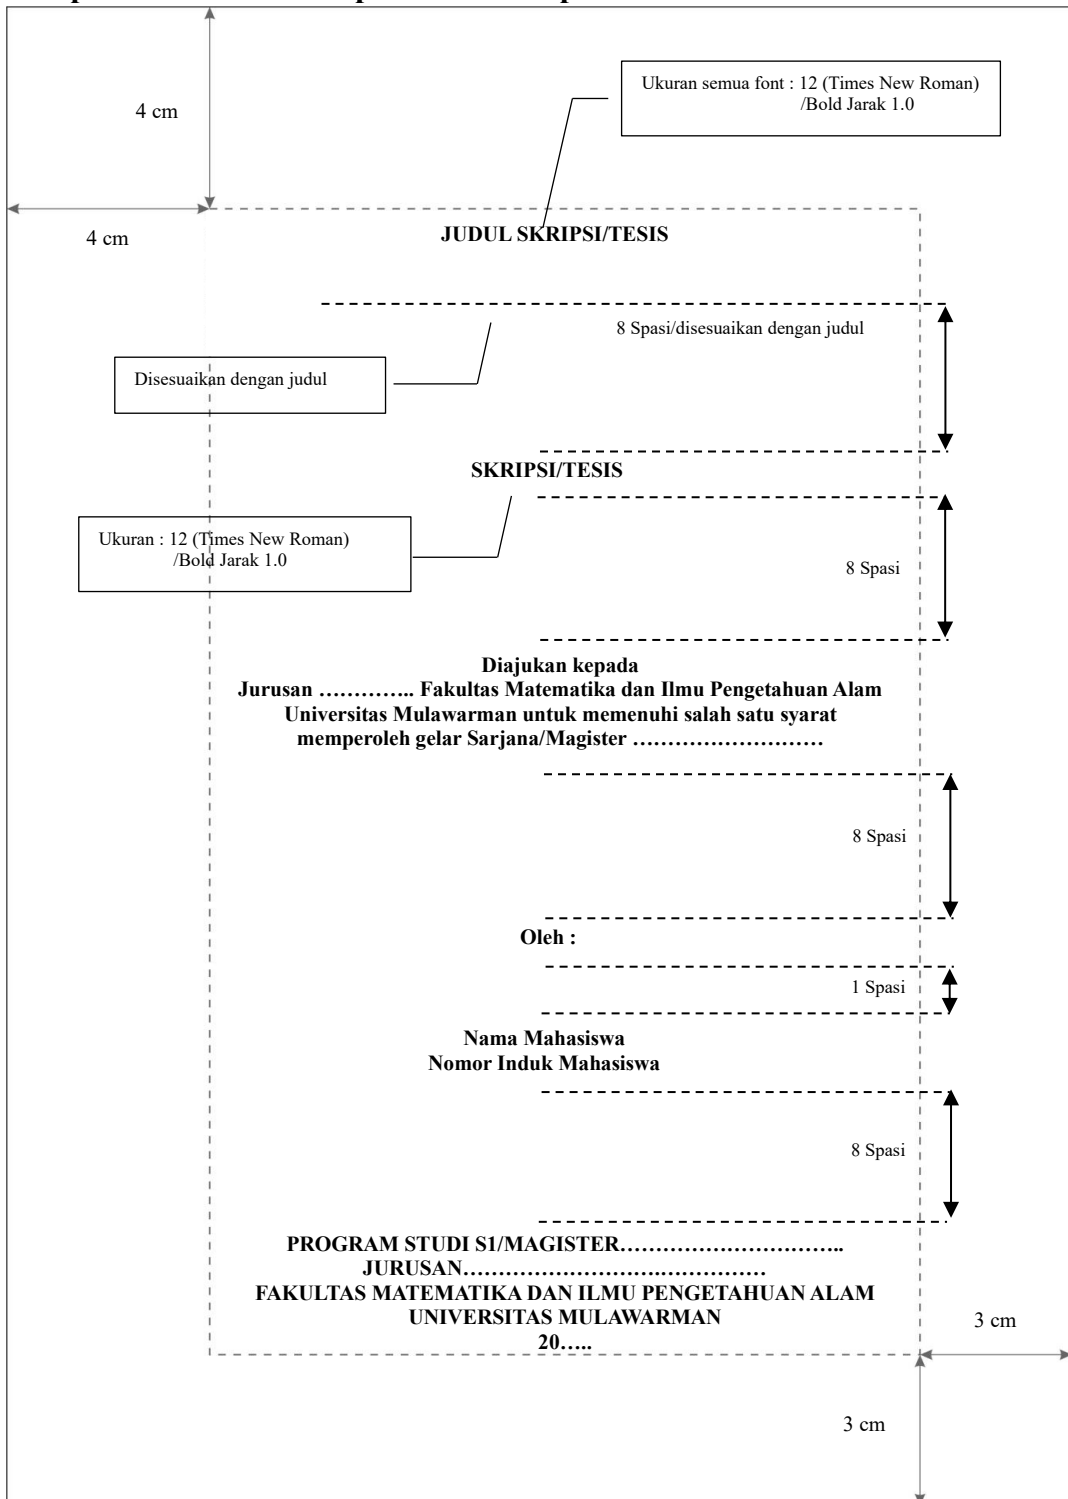 Ukuran semua font : 12 (Times New Roman)
/Bold Jarak 1.0
4 cm
4 cm
JUDUL SKRIPSI/TESIS
8 Spasi/disesuaikan dengan judul
Disesuaikan dengan judul
SKRIPSI/TESIS
Ukuran : 12 (Times New Roman)
/Bold Jarak 1.0
8 Spasi
Diajukan kepada
Jurusan ………….. Fakultas Matematika dan Ilmu Pengetahuan Alam
Universitas Mulawarman untuk memenuhi salah satu syarat
memperoleh gelar Sarjana/Magister ………………………
8 Spasi
Oleh :
1 Spasi
Nama Mahasiswa
Nomor Induk Mahasiswa
8 Spasi
PROGRAM STUDI S1/MAGISTER…………………………..
JURUSAN……………………………………
FAKULTAS MATEMATIKA DAN ILMU PENGETAHUAN ALAM
UNIVERSITAS MULAWARMAN
20…..
3 cm
3 cm